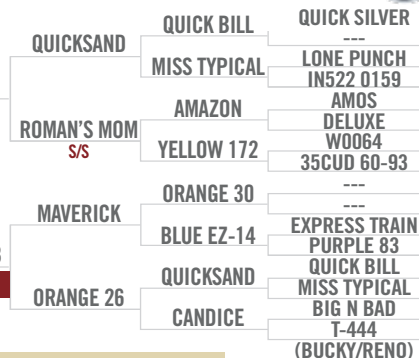 QUICK SILVER
QUICK BILL
---
QUICKSAND
LONE PUNCH
MISS TYPICAL
IN522 0159
AMOS
AMAZON
DELUXE
ROMAN'S MOM
S/S
W0064
YELLOW 172
35CUD 60-93
---
ORANGE 30
---
MAVERICK
EXPRESS TRAIN
BLUE EZ-14
PURPLE 83
QUICK BILL
QUICKSAND
MISS TYPICAL
ORANGE 26
BIG N BAD
CANDICE
T-444
(BUCKY/RENO)